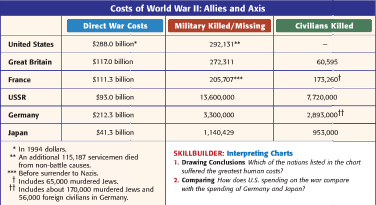 Costs of World War II: Allies and Axis
Direct War Costs Military Killed/Missing Civilians Killed
United States $288.0 billion* 292,131** –
Great Britain $117.0 billion 272,311 60,595
France $111.3 billion 205,707*** 173,260†
USSR $93.0 billion 13,600,000 7,720,000
Germany $212.3 billion 3,300,000 2,893,000††
Japan $41.3 billion 1,140,429 953,000
* In 1994 dollars.
** An additional 115,187 servicemen died
from non-battle causes.
*** Before surrender to Nazis.
† Includes 65,000 murdered Jews.
†† Includes about 170,000 murdered Jews and
56,000 foreign civilians in Germany.
SKILLBUILDER: Interpreting Charts
1. Drawing Conclusions Which of the nations listed in the chart
suffered the greatest human costs?
2. Comparing How does U.S. spending on the war compare
with the spending of Germany and Japan?